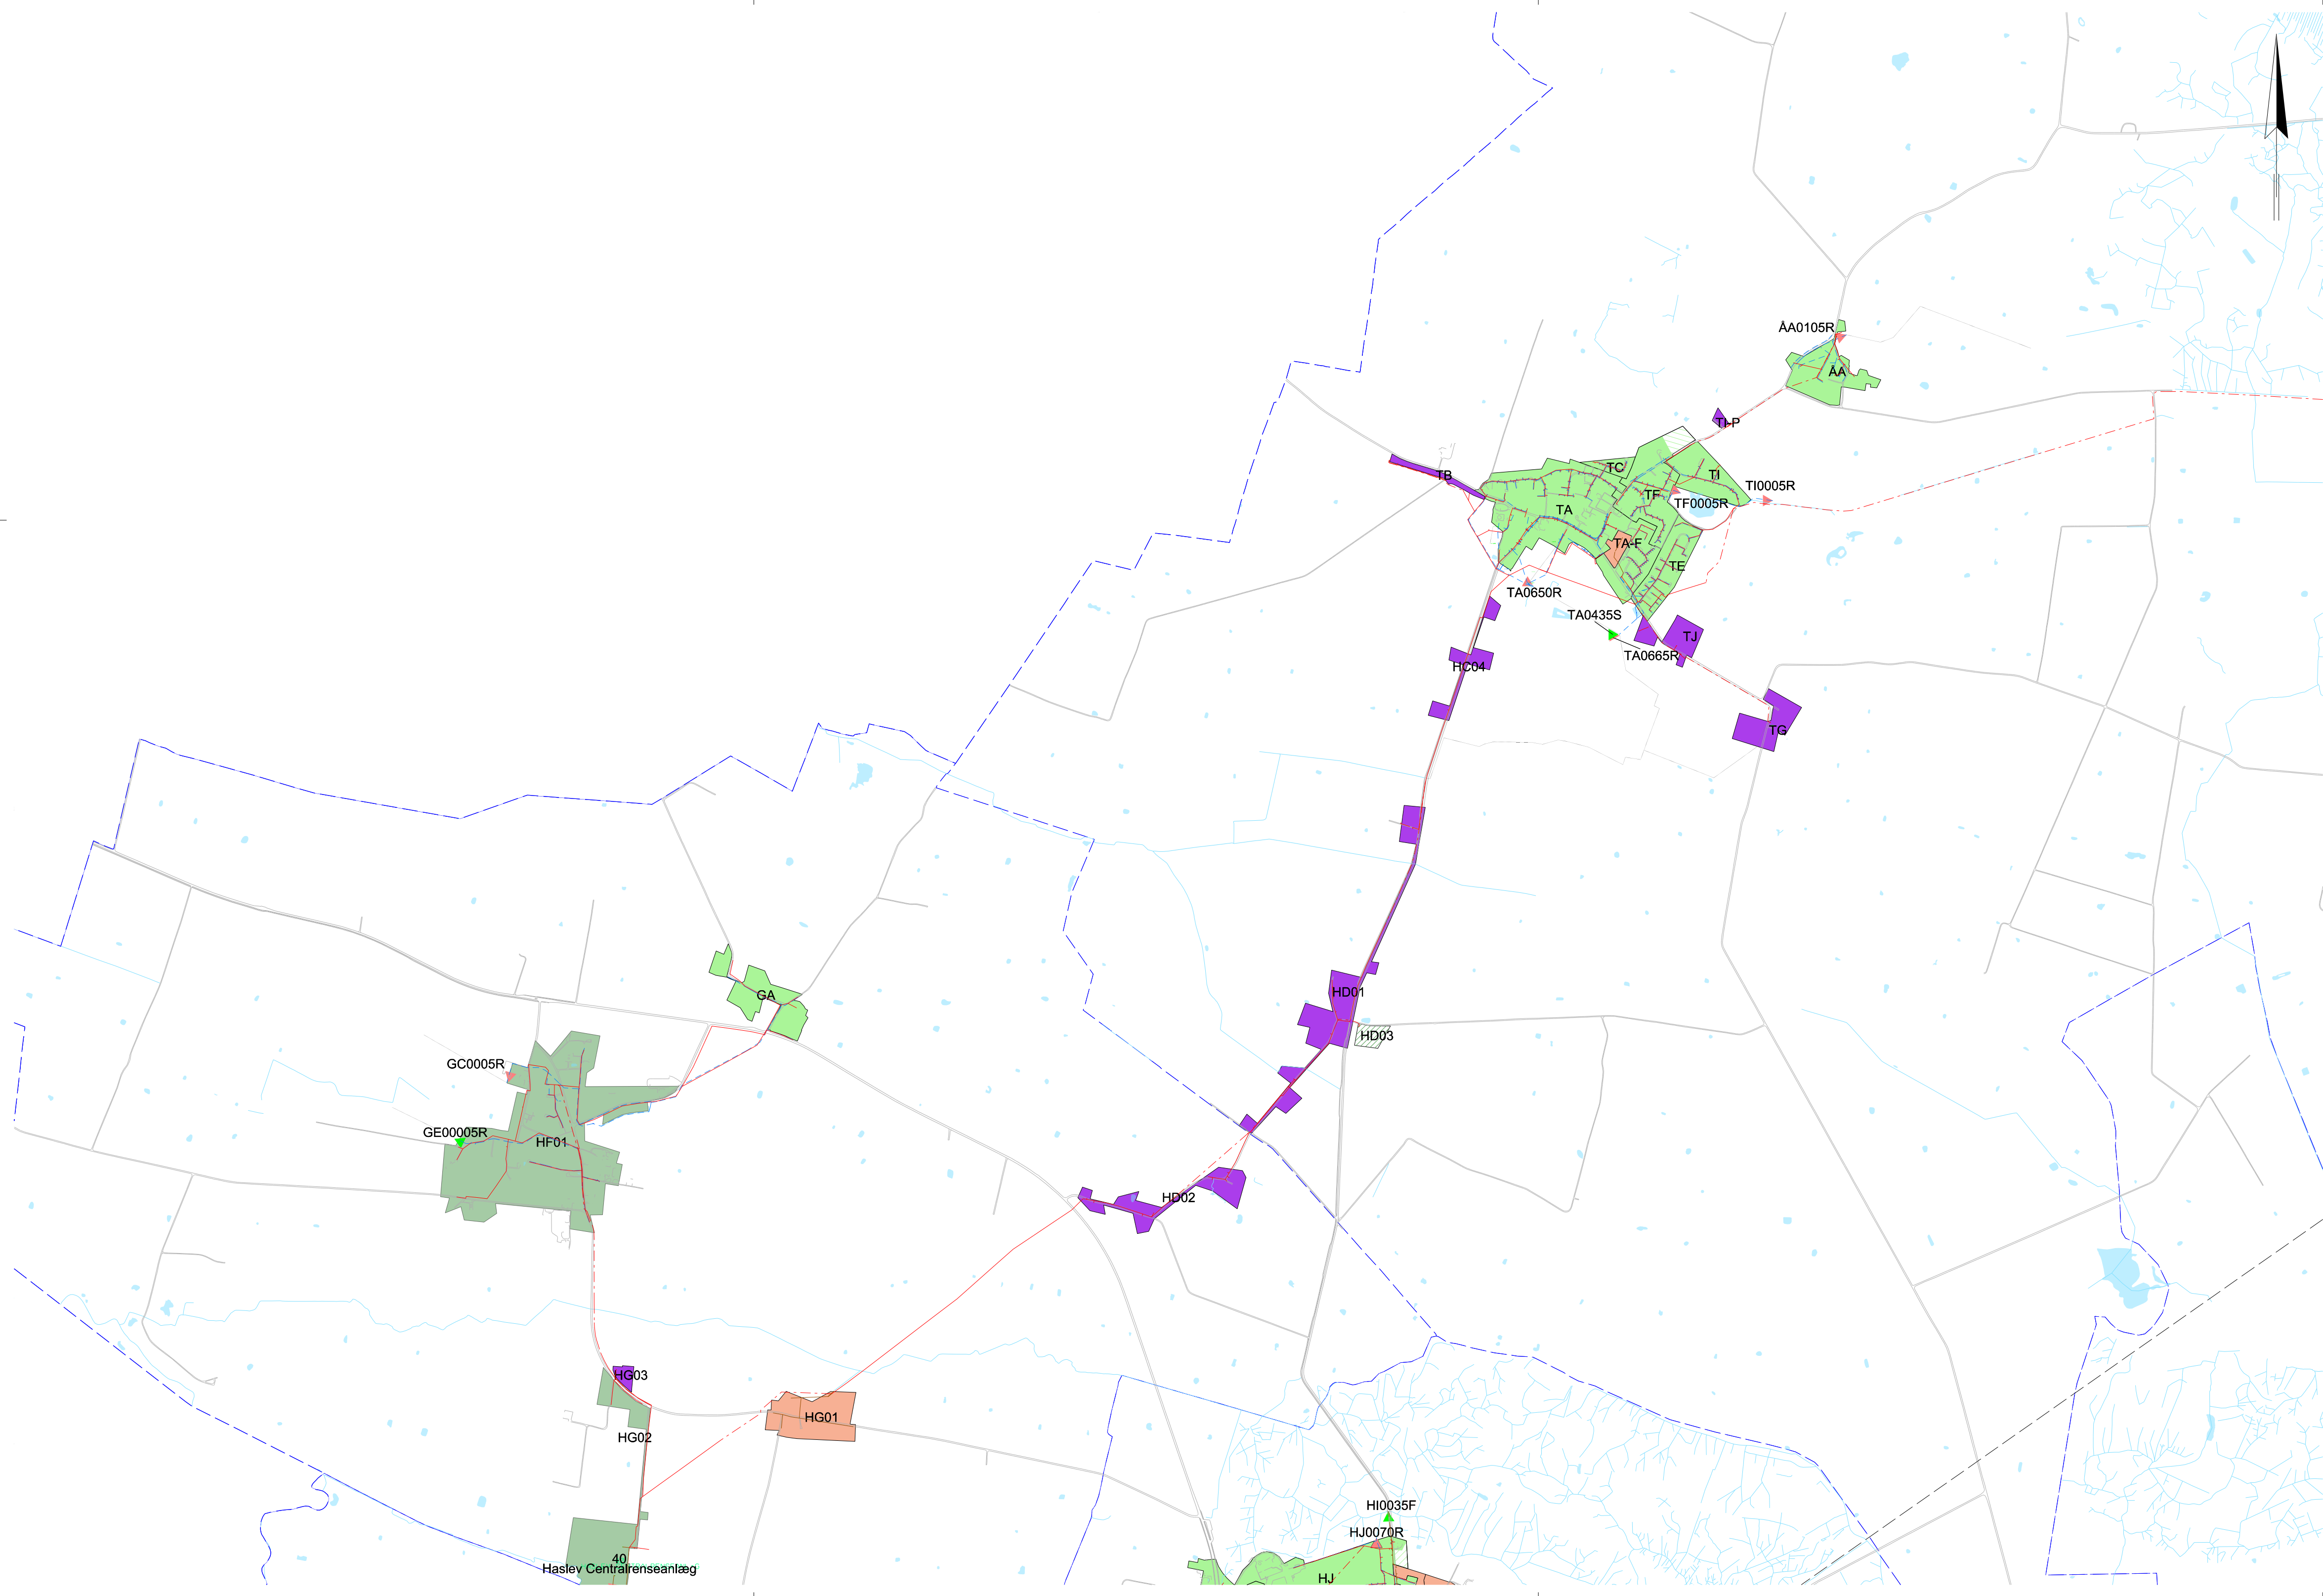 ÅA0105R
ÅA
TI-P
TC
TI
TB
TI0005R
TF
TF0005R
TA
TA-F
TE
TA0650R
TA0435S
TJ
TA0665R
HC04
TG
HD01
GA
HD03
GC0005R
GE00005R
HF01
HD02
HG03
HG01
HG02
HI0035F
HJ0070R
40
Haslev Centralrenseanlæg
HJ